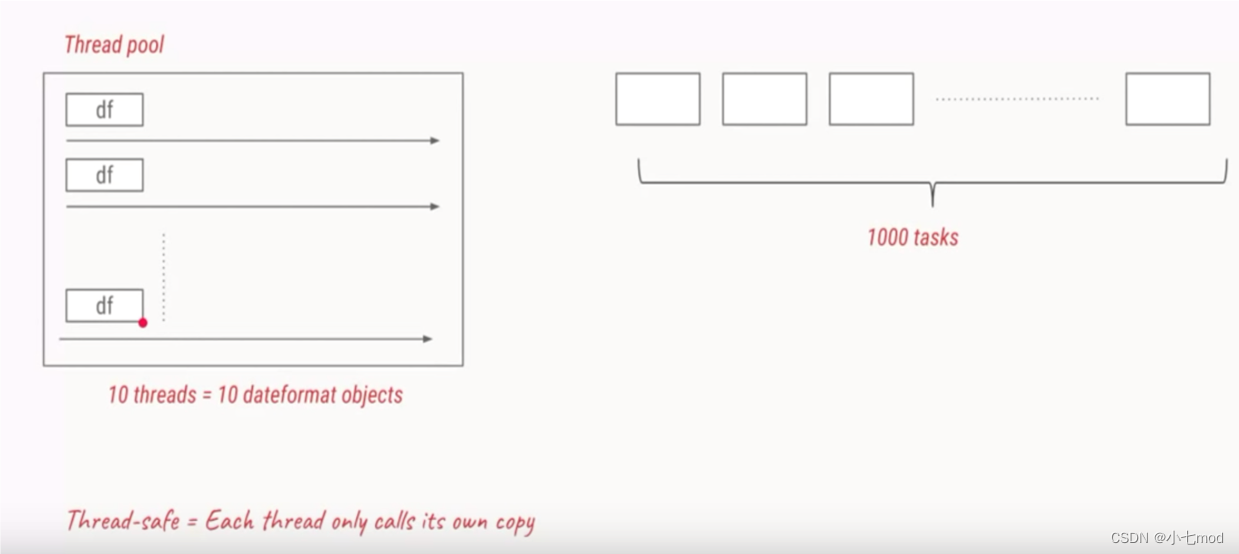 Thread pool
df
df
df
1000 tasks
10 threads = 10 dateformat objects
Thread-safe = Each thread only calls its own copy
CSDN @小七mod